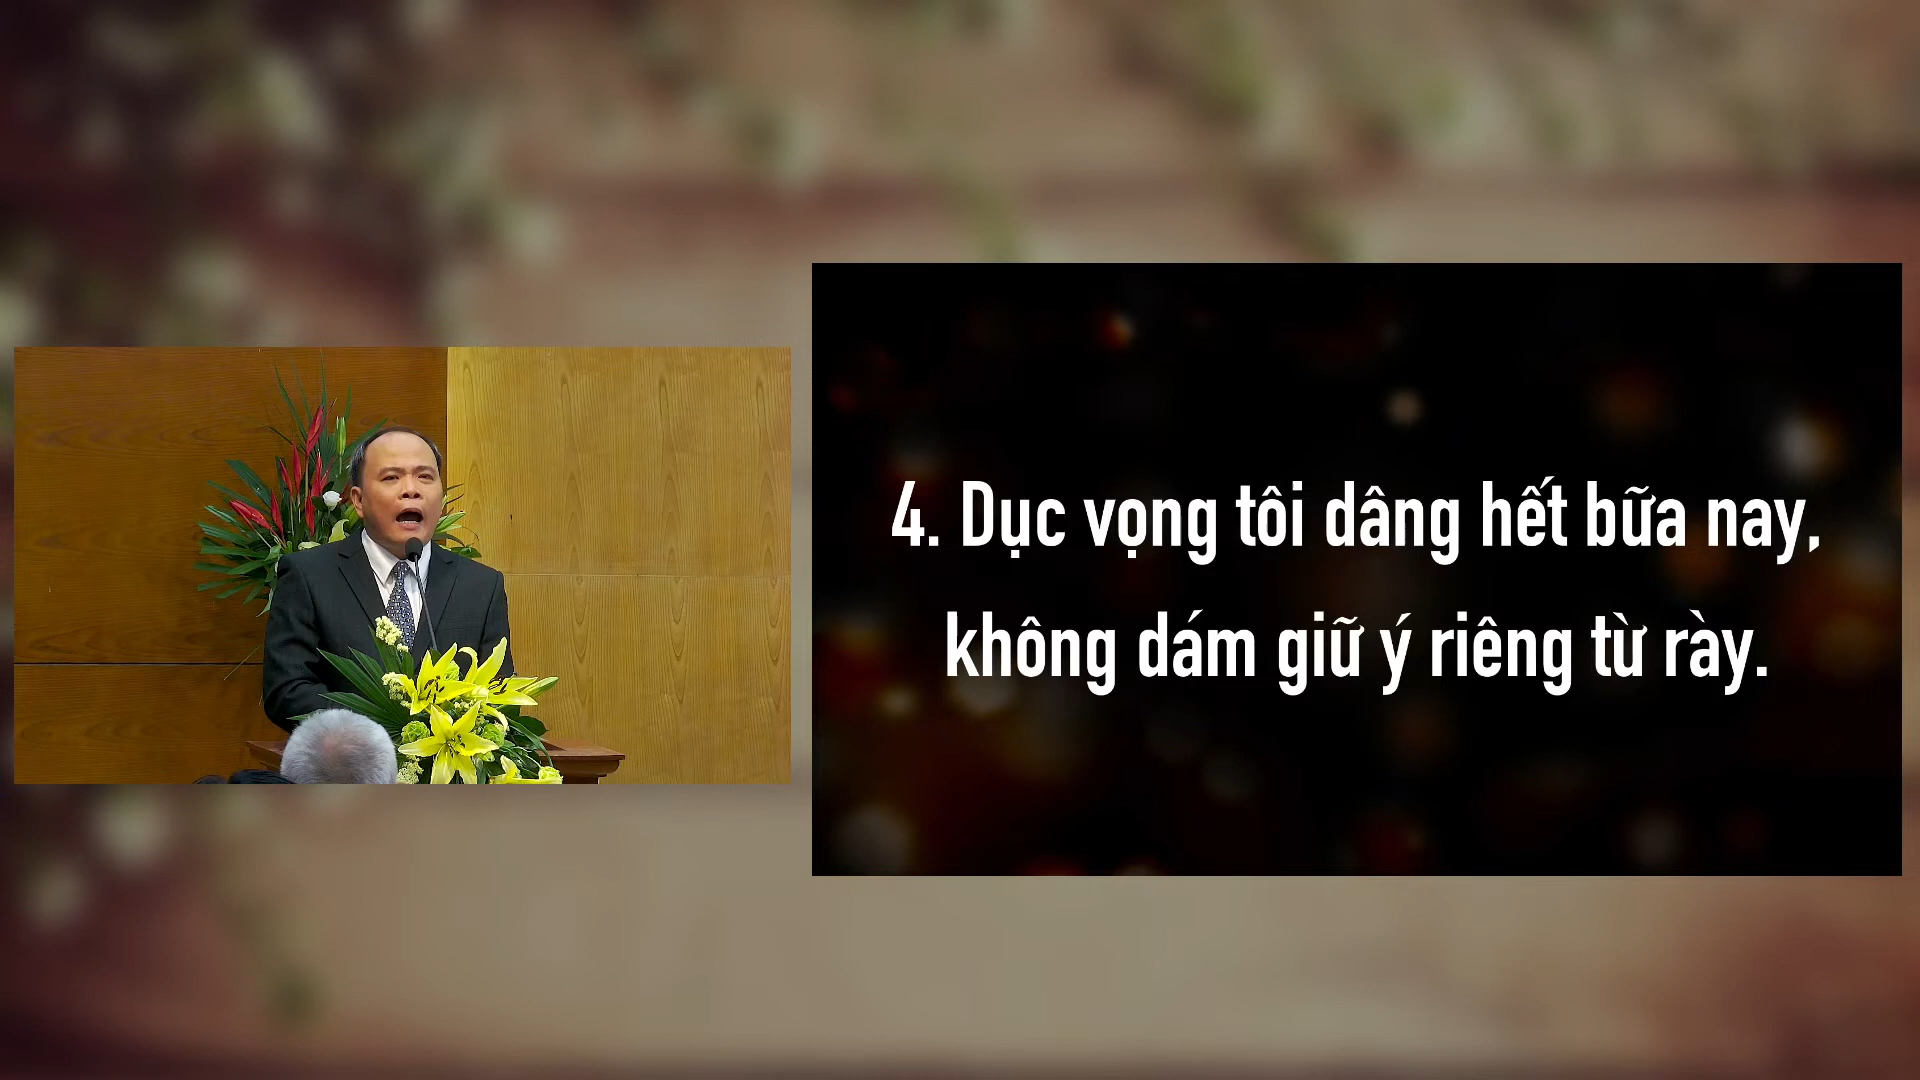 4. Dục vọng tôi dâng hết bữa nay,
không dám giữ ý riêng từ rày.